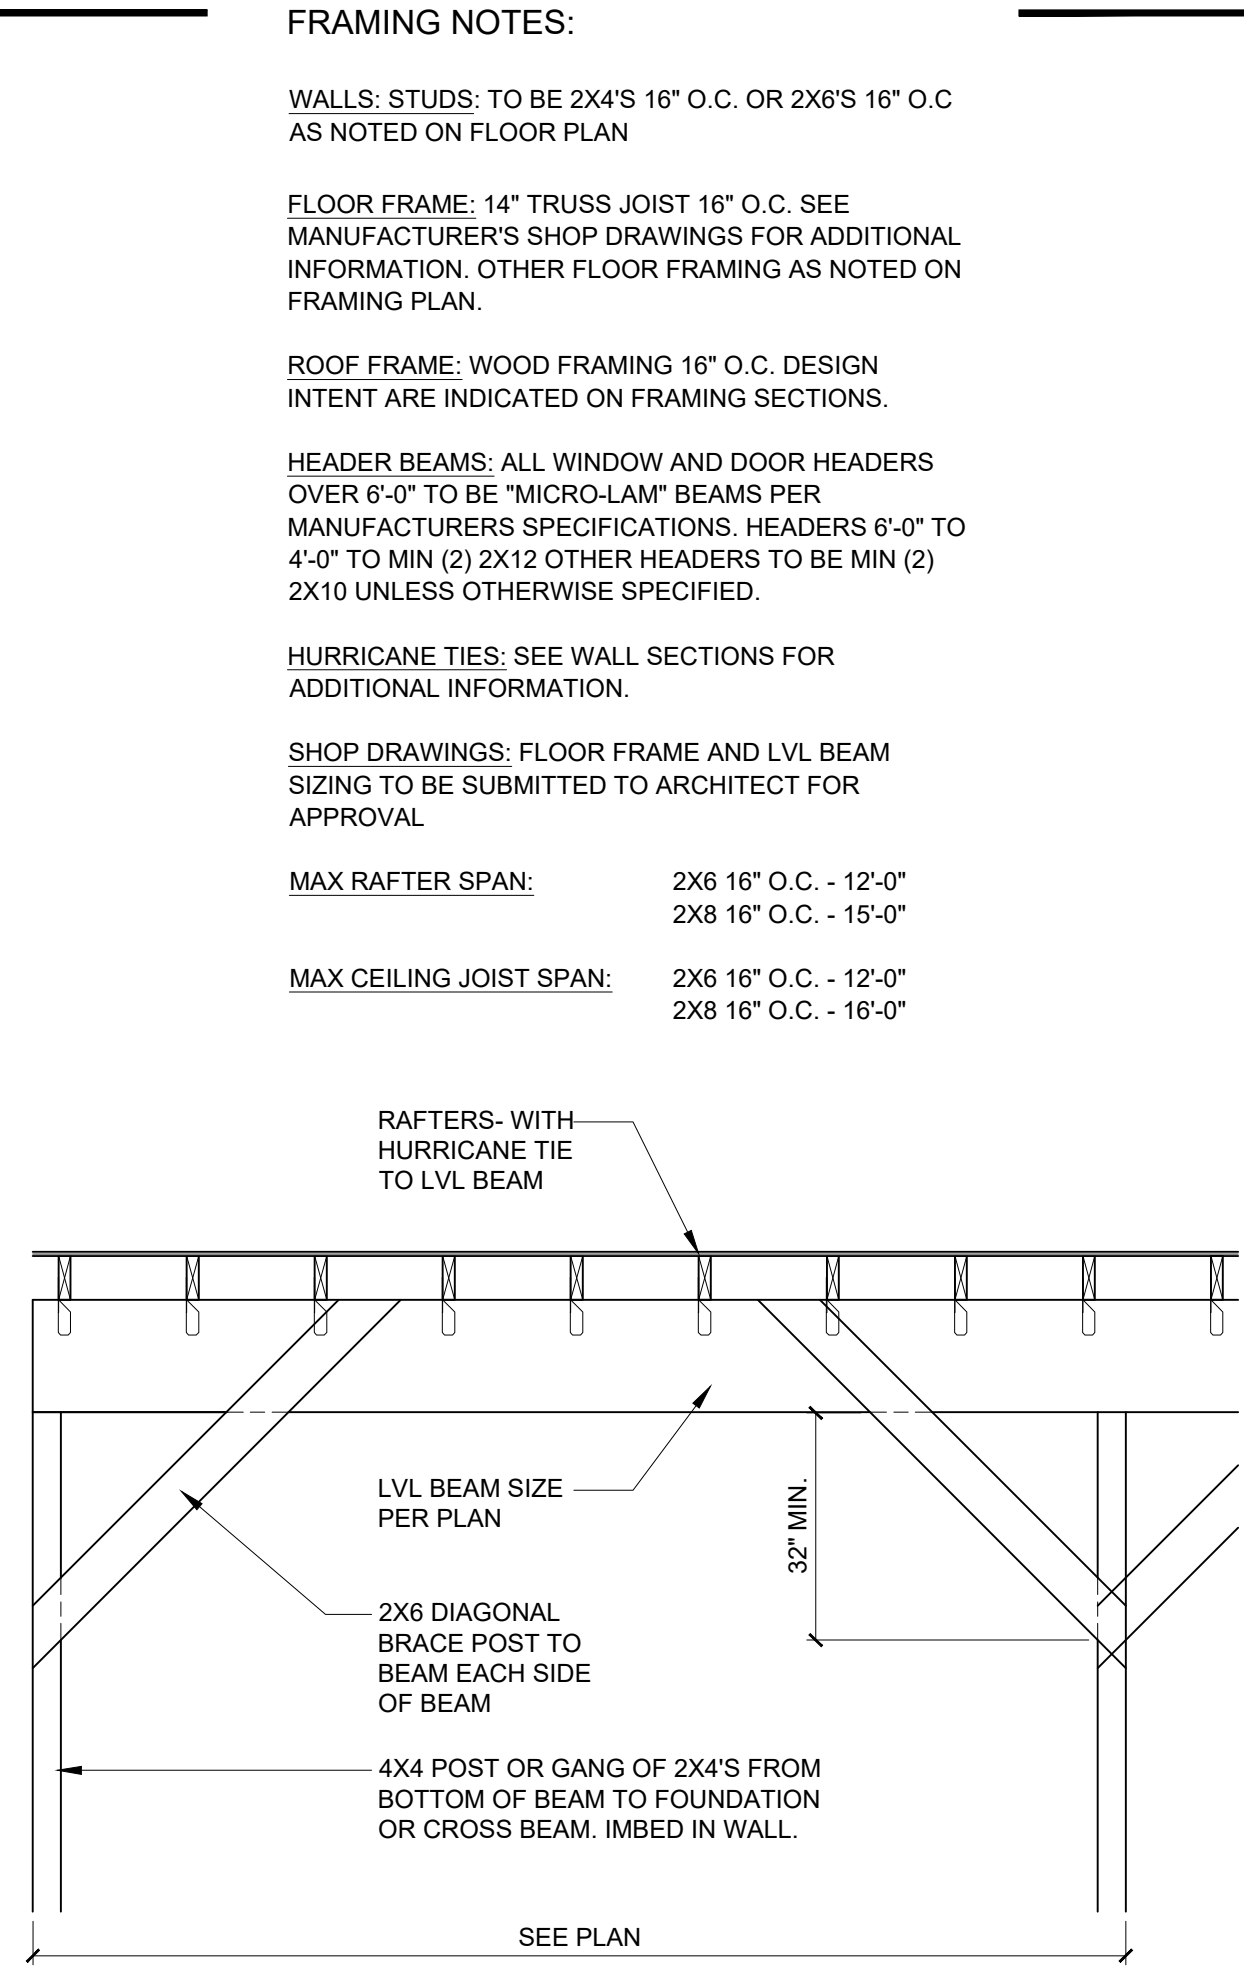 FRAMING NOTES:
WALLS: STUDS: TO BE 2X4'S 16" O.C. OR 2X6'S 16" O.C
AS NOTED ON FLOOR PLAN
FLOOR FRAME: 14" TRUSS JOIST 16" O.C. SEE
MANUFACTURER'S SHOP DRAWINGS FOR ADDITIONAL
INFORMATION. OTHER FLOOR FRAMING AS NOTED ON
FRAMING PLAN.
ROOF FRAME: WOOD FRAMING 16" O.C. DESIGN
INTENT ARE INDICATED ON FRAMING SECTIONS.
HEADER BEAMS: ALL WINDOW AND DOOR HEADERS
OVER 6'-0" TO BE "MICRO-LAM" BEAMS PER
MANUFACTURERS SPECIFICATIONS. HEADERS 6'-0" TO
4'-0" TO MIN (2) 2X12 OTHER HEADERS TO BE MIN (2)
2X10 UNLESS OTHERWISE SPECIFIED.
HURRICANE TIES: SEE WALL SECTIONS FOR
ADDITIONAL INFORMATION.
SHOP DRAWINGS: FLOOR FRAME AND LVL BEAM
SIZING TO BE SUBMITTED TO ARCHITECT FOR
APPROVAL
MAX RAFTER SPAN: 2X6 16" O.C. - 12'-0"
2X8 16" O.C. - 15'-0"
MAX CEILING JOIST SPAN: 2X6 16" O.C. - 12'-0"
2X8 16" O.C. - 16'-0"
RAFTERS- WITH
HURRICANE TIE
TO LVL BEAM
LVL BEAM SIZE
PER PLAN
32" MIN.
2X6 DIAGONAL
BRACE POST TO
BEAM EACH SIDE
OF BEAM
4X4 POST OR GANG OF 2X4'S FROM
BOTTOM OF BEAM TO FOUNDATION
OR CROSS BEAM. IMBED IN WALL.
SEE PLAN